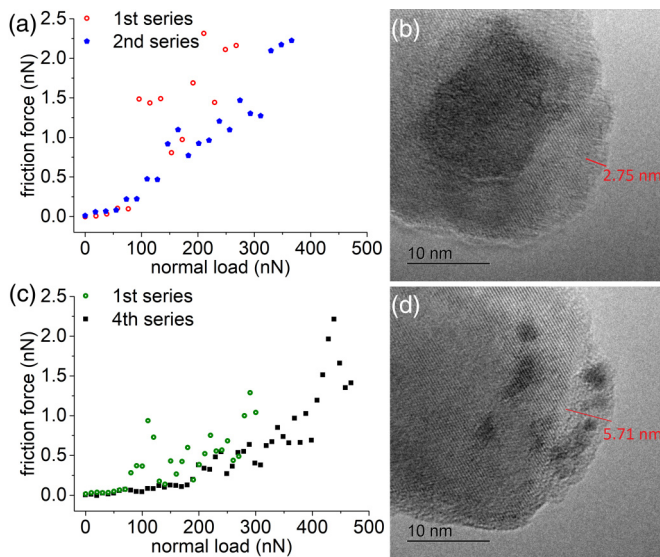 (a)
1st series
2nd series
2.5
2.0
1.5
1.0
0.5
0.0
friction force (nN)
0 100 200 300 400 500
normal load (nN)
(b)
2.75 nm
10 nm
(c)
1st series
4th series
2.5
2.0
1.5
1.0
0.5
0.0
friction force (nN)
0 100 200 300 400 500
normal load (nN)
(d)
5.71 nm
10 nm